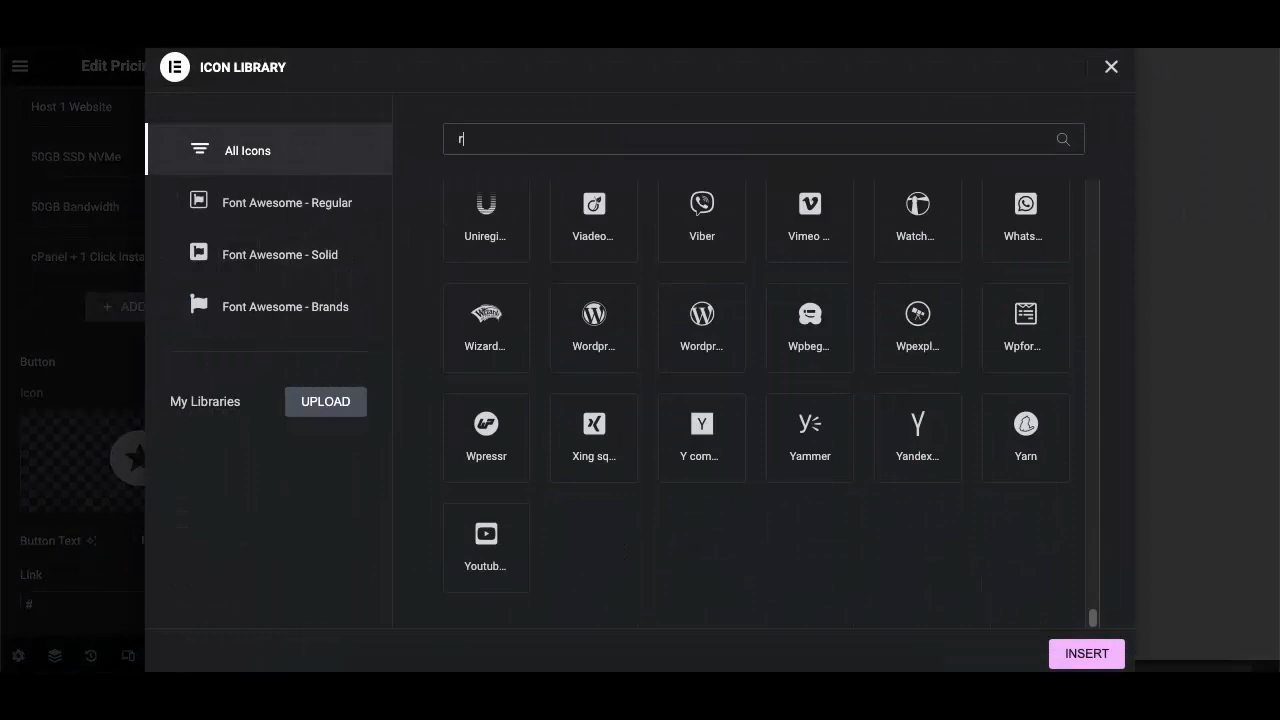 Edit Pricin
ICON LIBRARY
Host 1 Website
50GB SSD NVMe
50GB Bandwidth
cPanel + 1 Click Insta
+ ADD
Button
Icon
Button Text
Link
#
All Icons
Font Awesome - Regular
Font Awesome - Solid
Font Awesome - Brands
My Libraries
UPLOAD
r
Uniregi...
Viadeo...
Viber
Vimeo ...
Watch...
Whats...
Wizard...
Wordpr...
Wordpr...
Wpbeg...
Wpexpl...
Wpfor...
Wpressr
Xing sq...
Y com...
Yammer
Yandex...
Yarn
Youtub...
INSERT